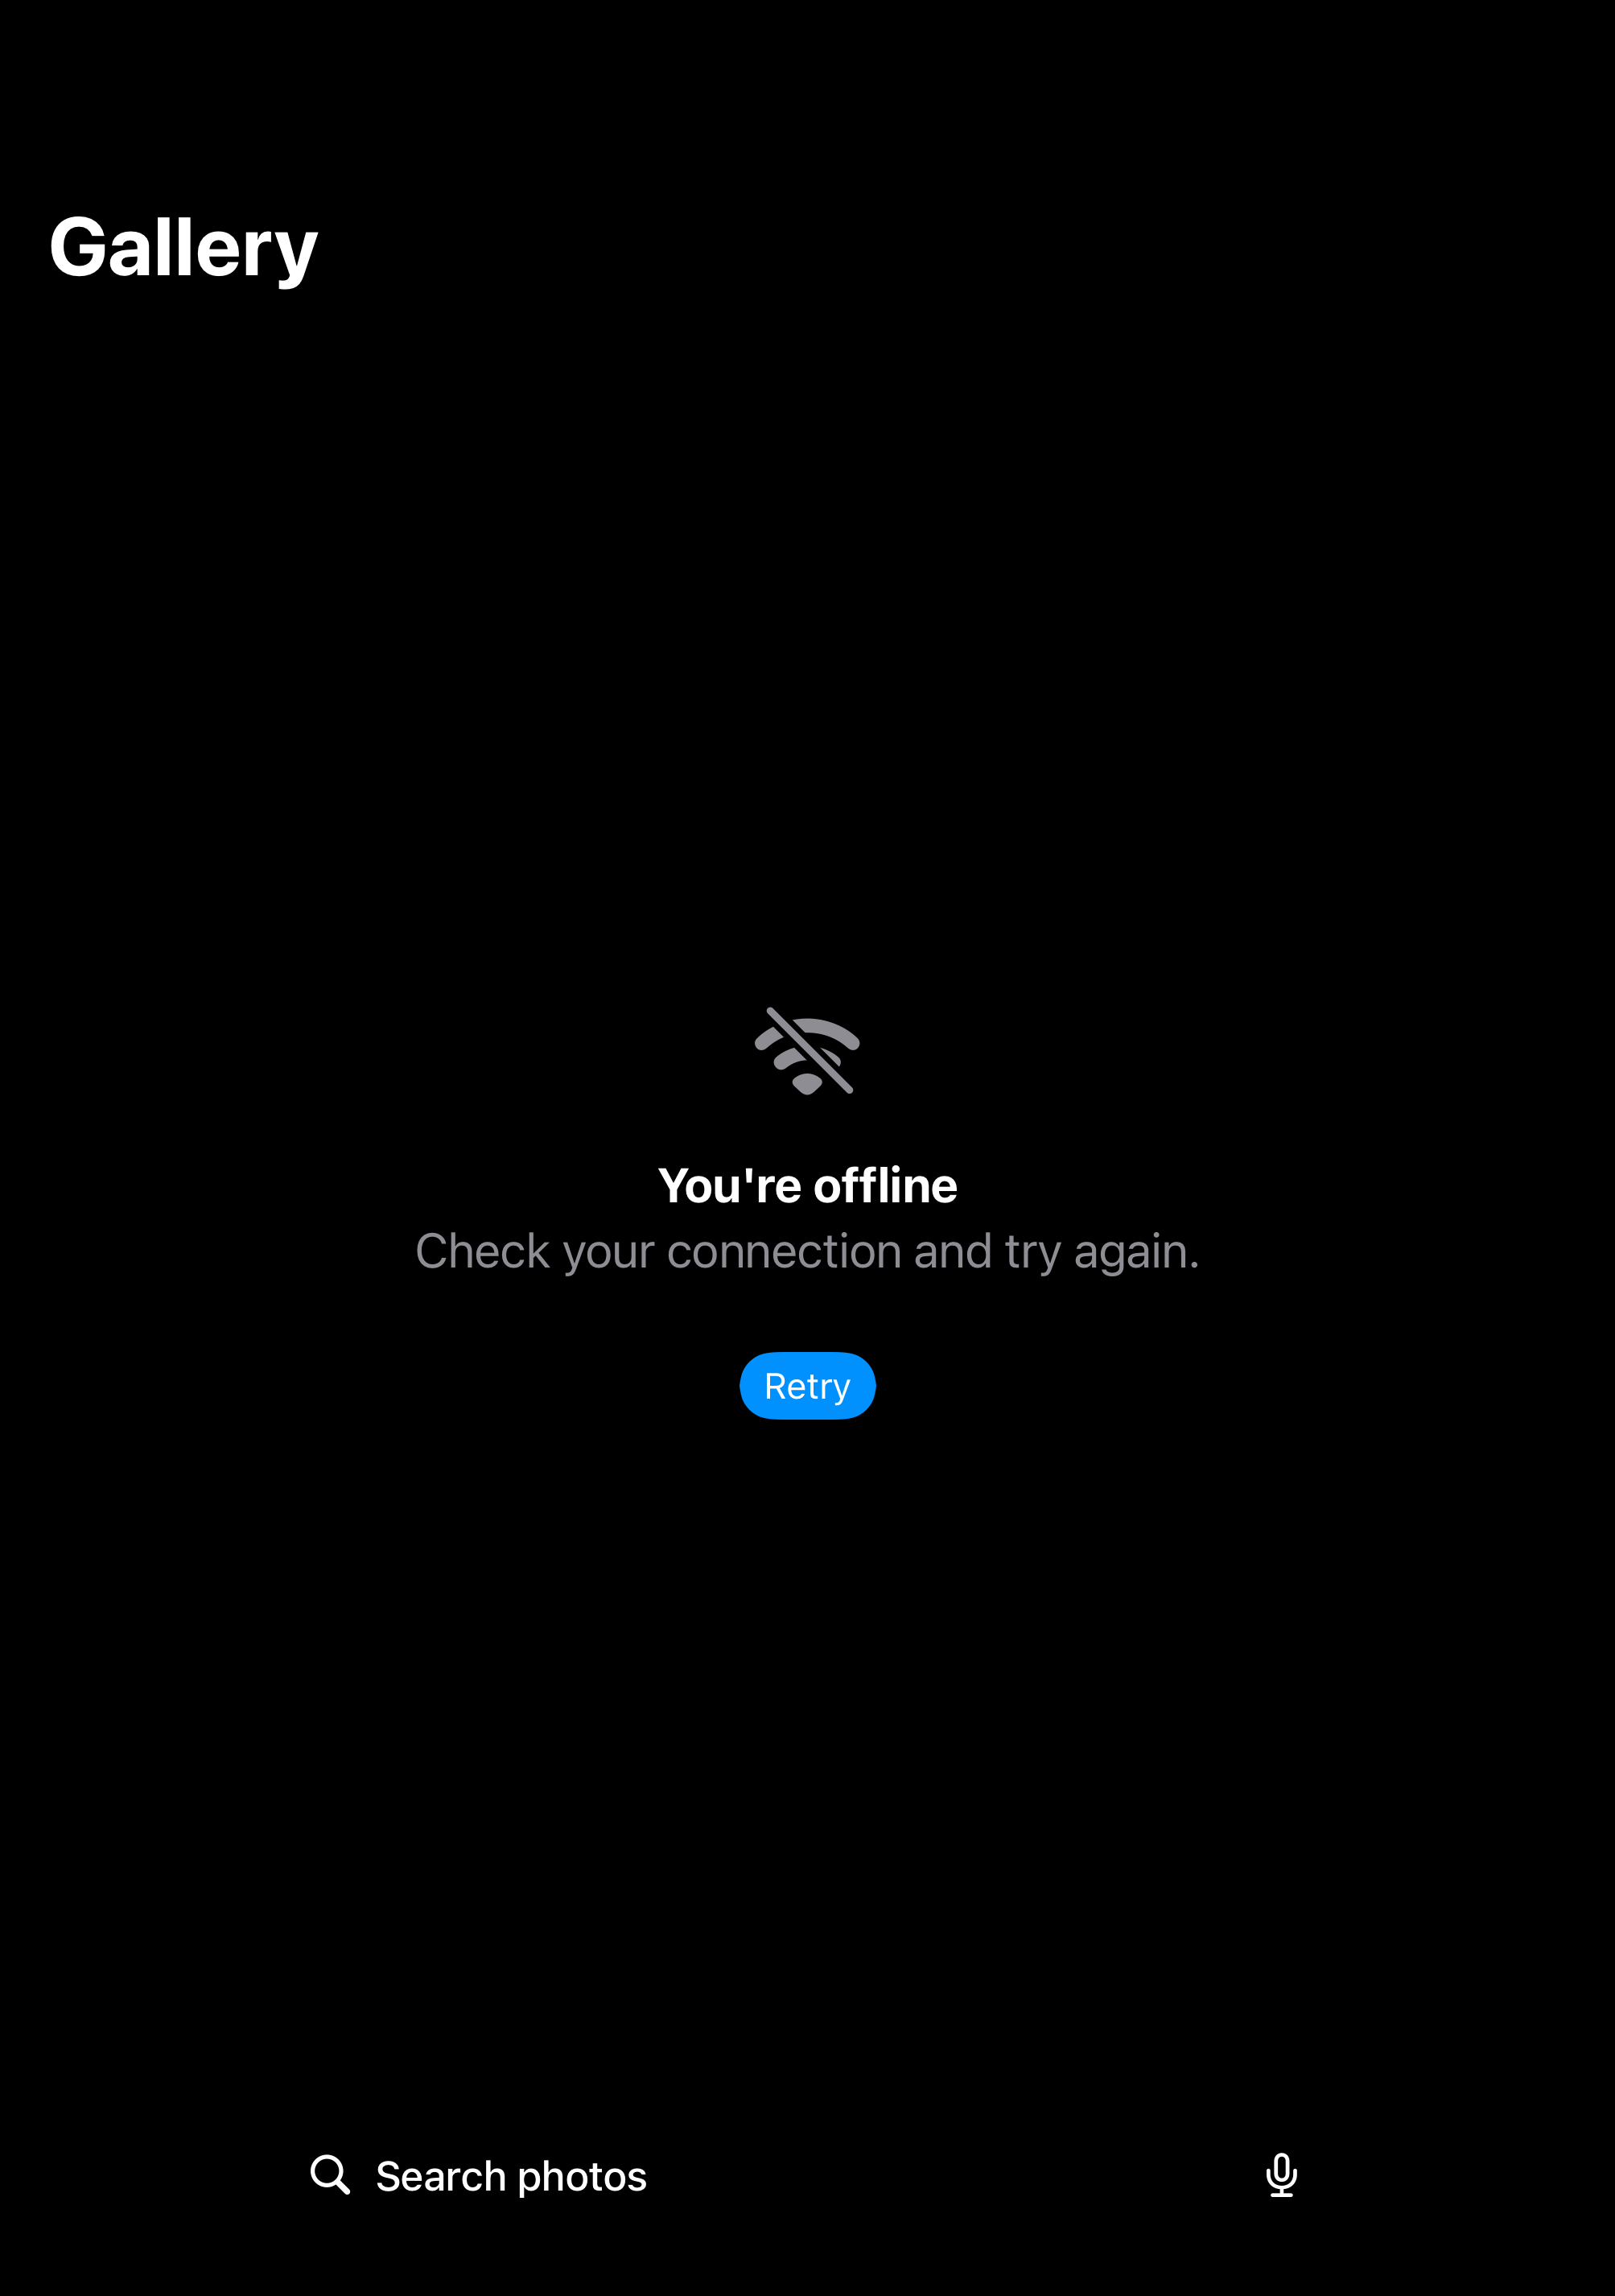 Gallery
You're offline
Check your connection and try again.
Retry
Search photos